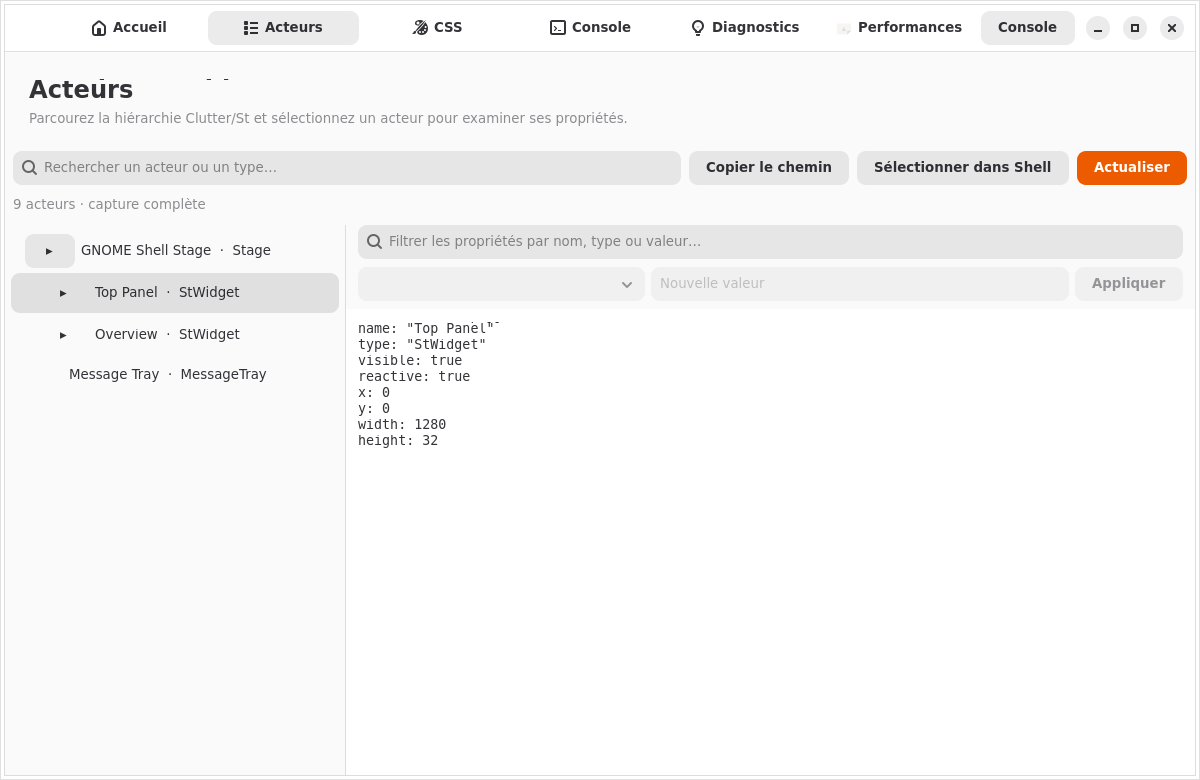 Accueil
Acteurs
CSS
Console
Diagnostics
Performances
Console
Acteurs
Parcourez la hiérarchie Clutter/St et sélectionnez un acteur pour examiner ses propriétés.
Rechercher un acteur ou un type…
Copier le chemin
Sélectionner dans Shell
Actualiser
9 acteurs · capture complète
GNOME Shell Stage · Stage
Top Panel · StWidget
Overview · StWidget
Message Tray · MessageTray
Filtrer les propriétés par nom, type ou valeur…
Nouvelle valeur
Appliquer
name: "Top Panel"
type: "StWidget"
visible: true
reactive: true
x: 0
y: 0
width: 1280
height: 32